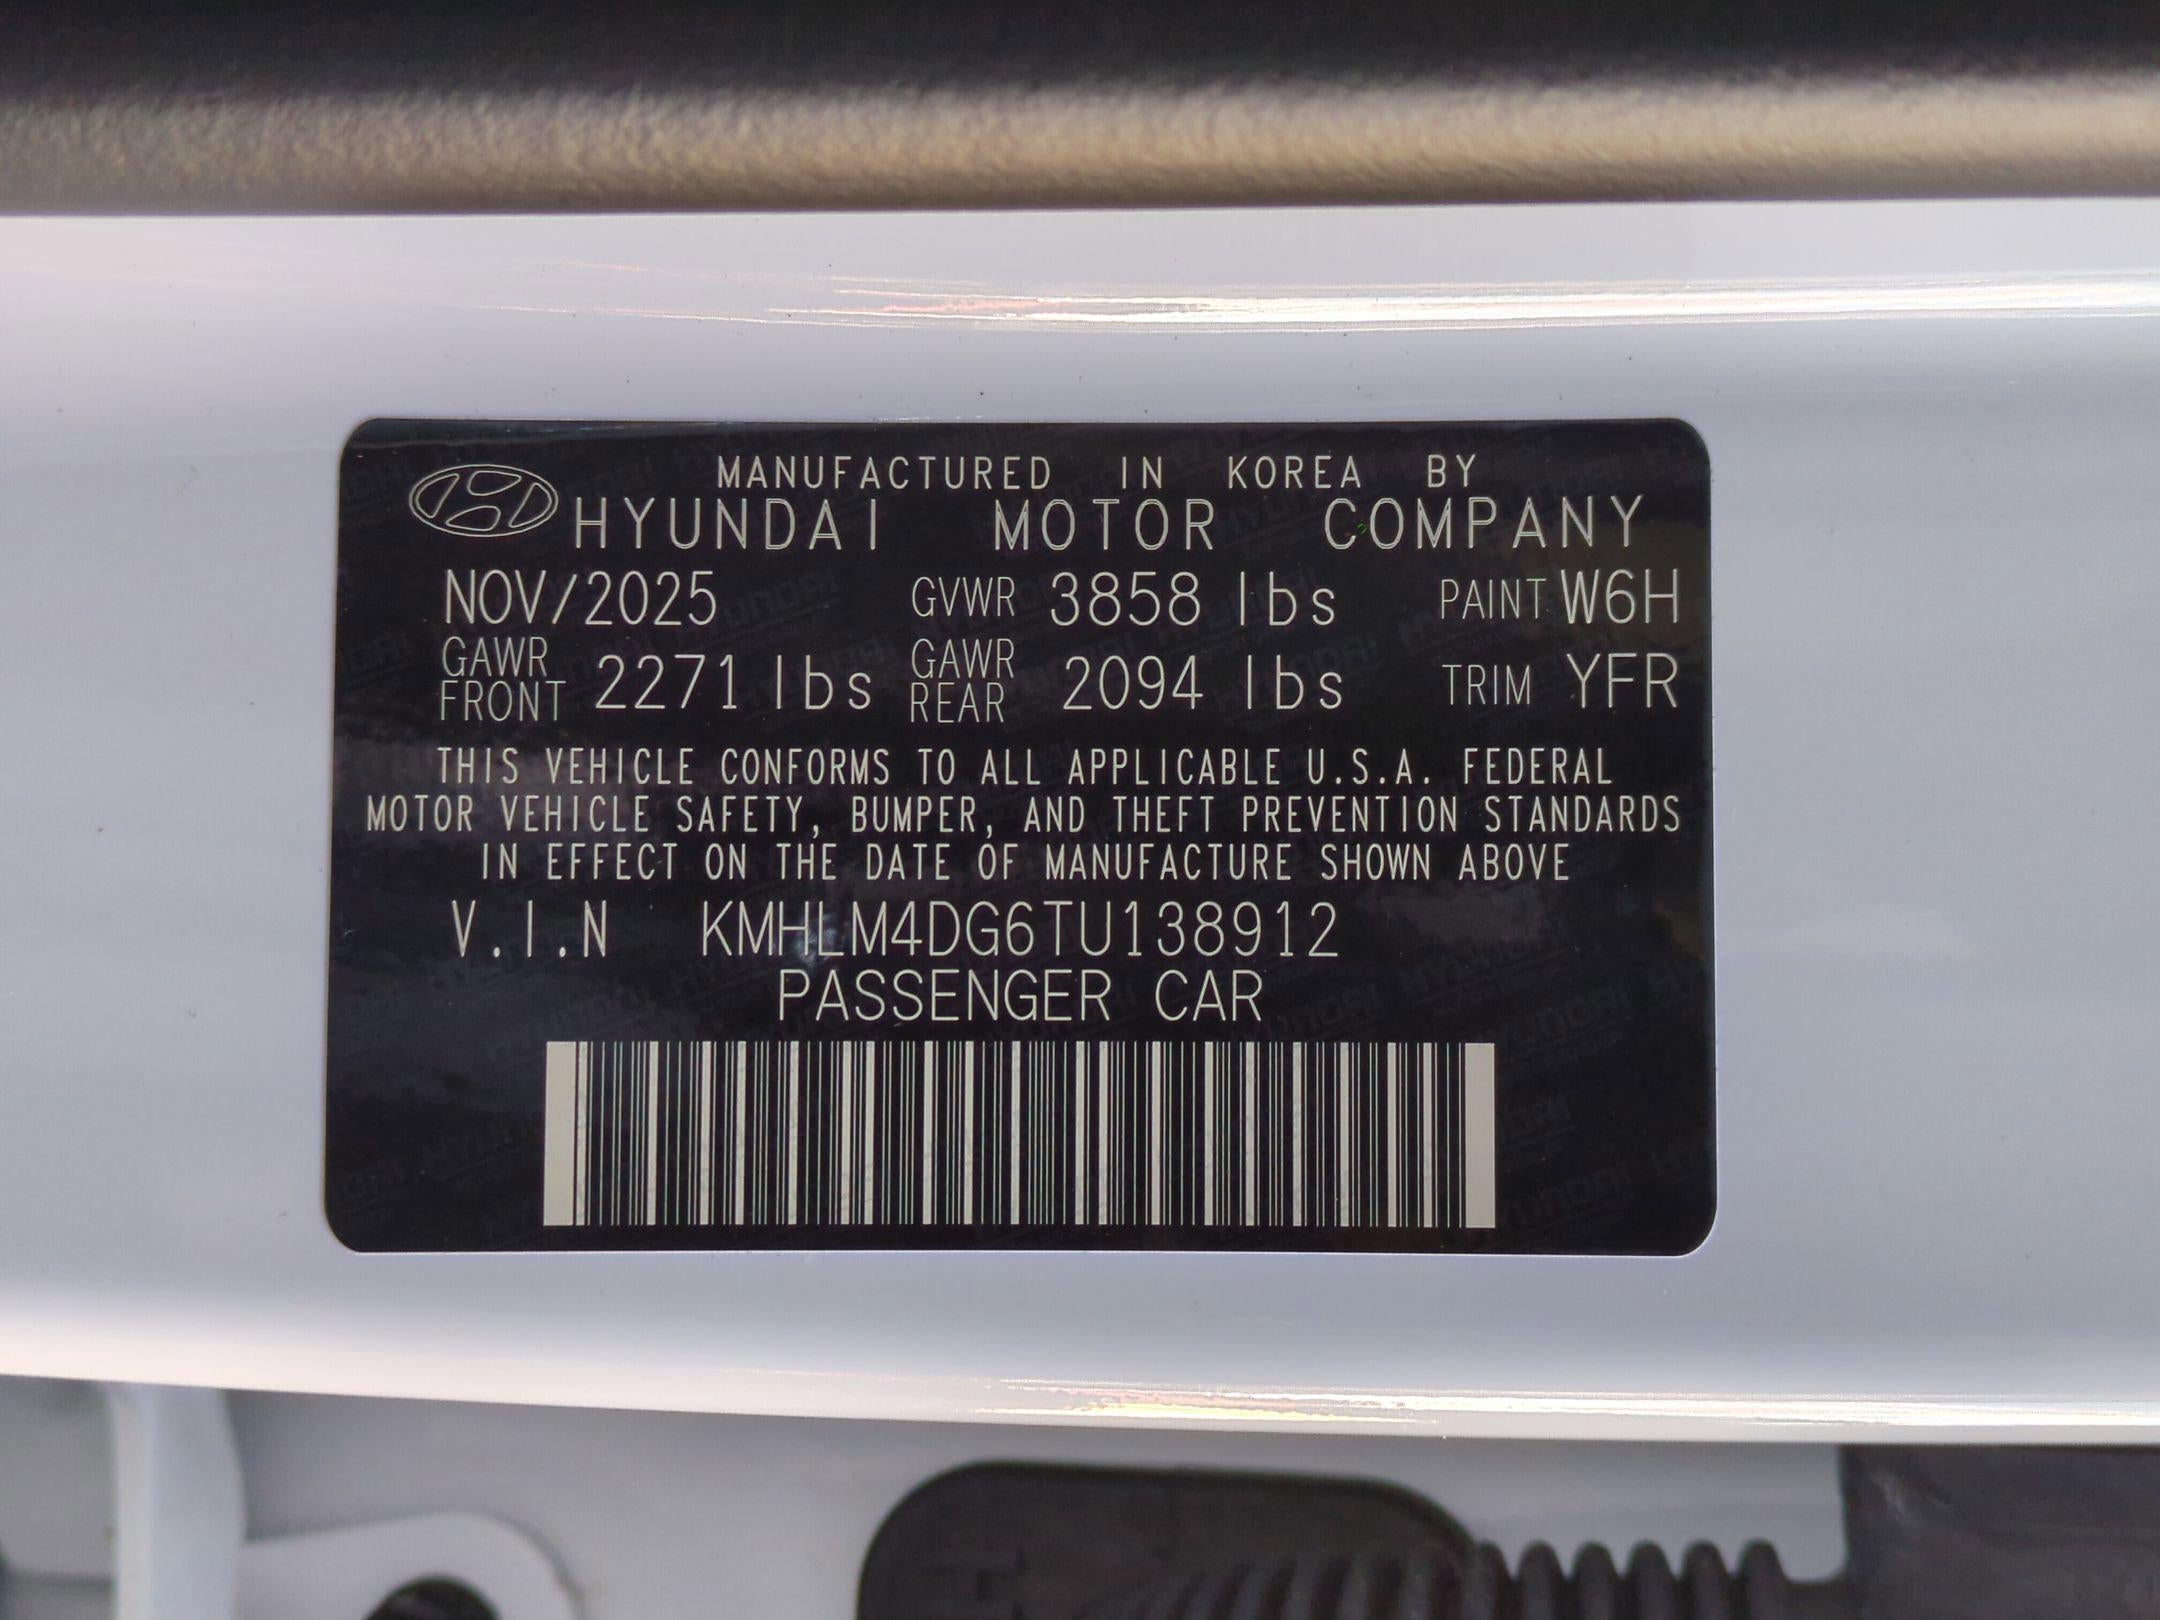 MANUFACTURED IN KOREA BY
HYUNDAI MOTOR COMPANY
NOV/2025 GVWR 3858 lbs PAINT W6H
GAWR FRONT 2271 lbs GAWR REAR 2094 lbs TRIM YFR
THIS VEHICLE CONFORMS TO ALL APPLICABLE U.S.A. FEDERAL
MOTOR VEHICLE SAFETY, BUMPER, AND THEFT PREVENTION STANDARDS
IN EFFECT ON THE DATE OF MANUFACTURE SHOWN ABOVE
V.I.N KMHLM4DG6TU138912
PASSENGER CAR